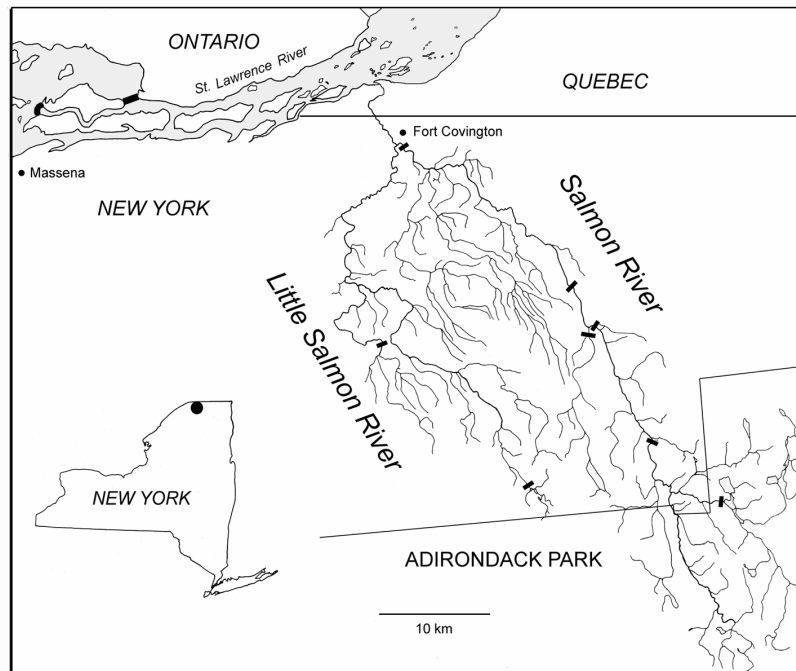 ONTARIO
St. Lawrence River
QUEBEC
Fort Covington
Massena
NEW YORK
Salmon River
Little Salmon River
NEW YORK
ADIRONDACK PARK
10 km